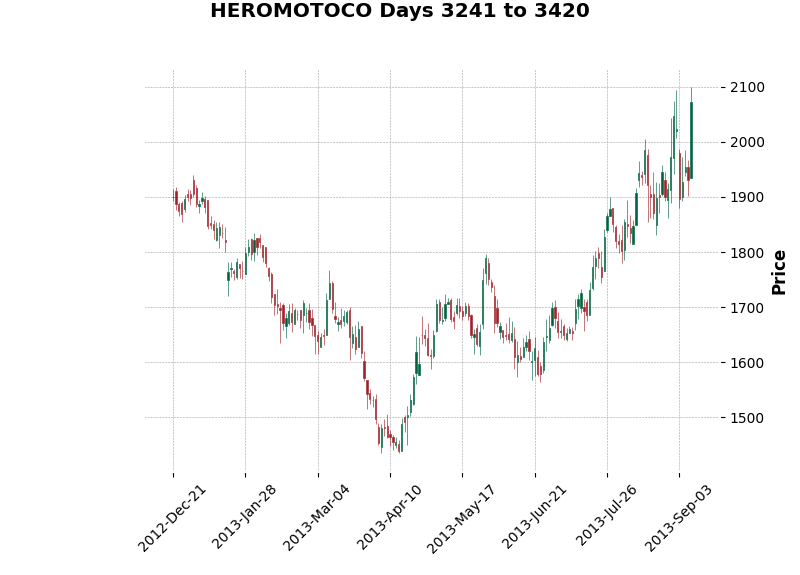 HEROMOTOCO Days 3241 to 3420
2100
2000
1900
1800
1700
1600
1500
Price
2012-Dec-21
2013-Jan-28
2013-Mar-04
2013-Apr-10
2013-May-17
2013-Jun-21
2013-Jul-26
2013-Sep-03